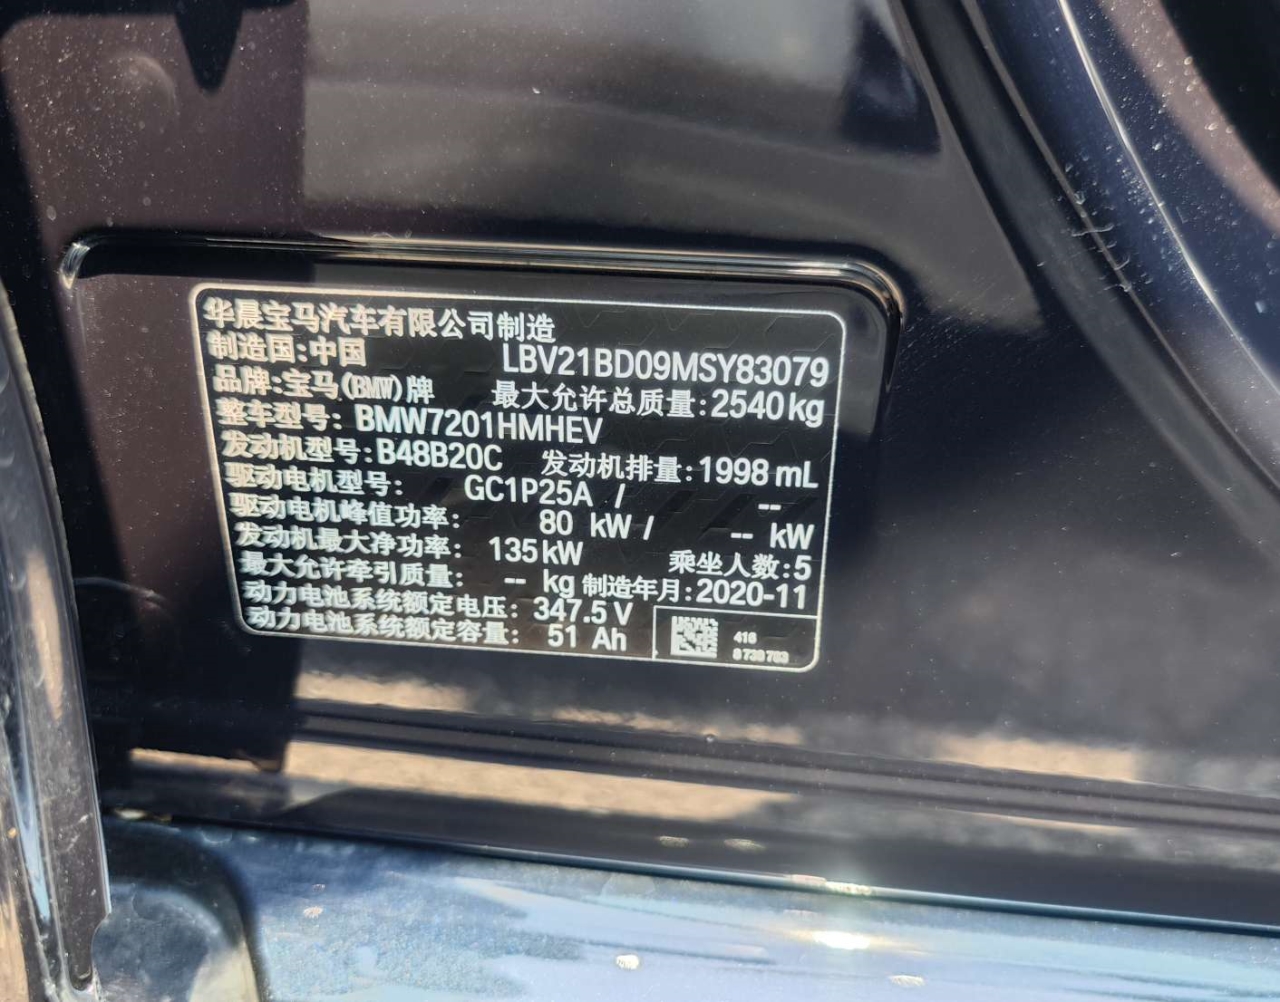 华晨宝马汽车有限公司制造
制造国:中国 LBV21BD09MSY83079
品牌:宝马(BMW)牌 最大允许总质量:2540kg
整车型号: BMW7201HMHEV
发动机型号:B48B20C 发动机排量:1998 mL
驱动电机型号: GC1P25A / --
驱动电机峰值功率: 80 kW / -- kW
发动机最大净功率: 135kW 乘坐人数:5
最大允许牵引质量: -- kg 制造年月:2020-11
动力电池系统额定电压: 347.5 V
动力电池系统额定容量: 51 Ah
416
8 739 783